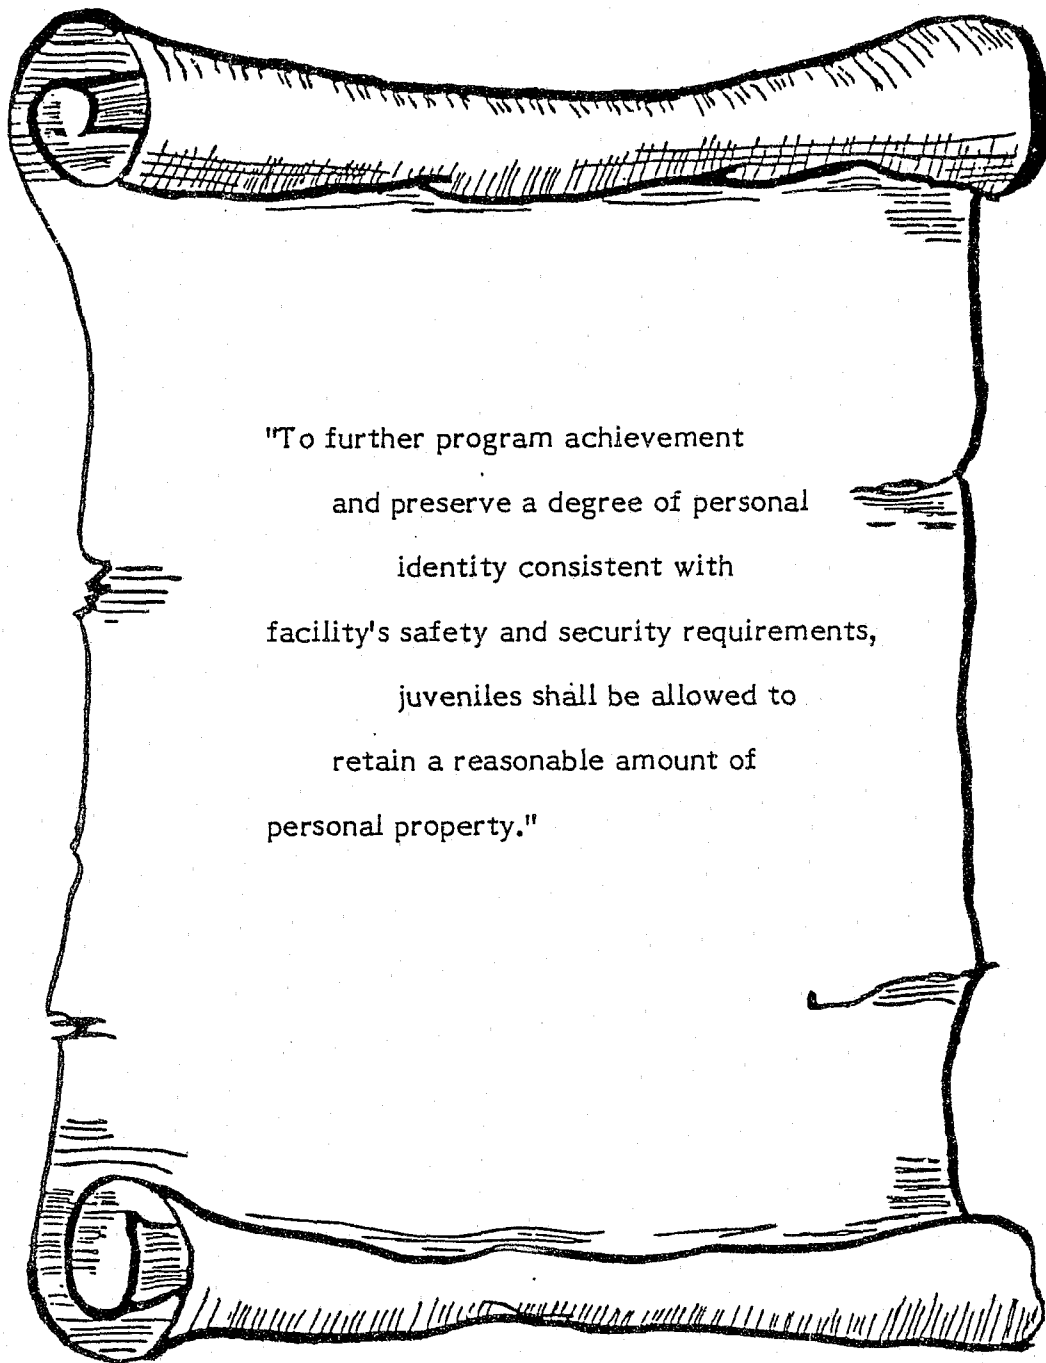 "To further program achievement
and preserve a degree of personal
identity consistent with
facility's safety and security requirements,
juveniles shall be allowed to
retain a reasonable amount of
personal property."